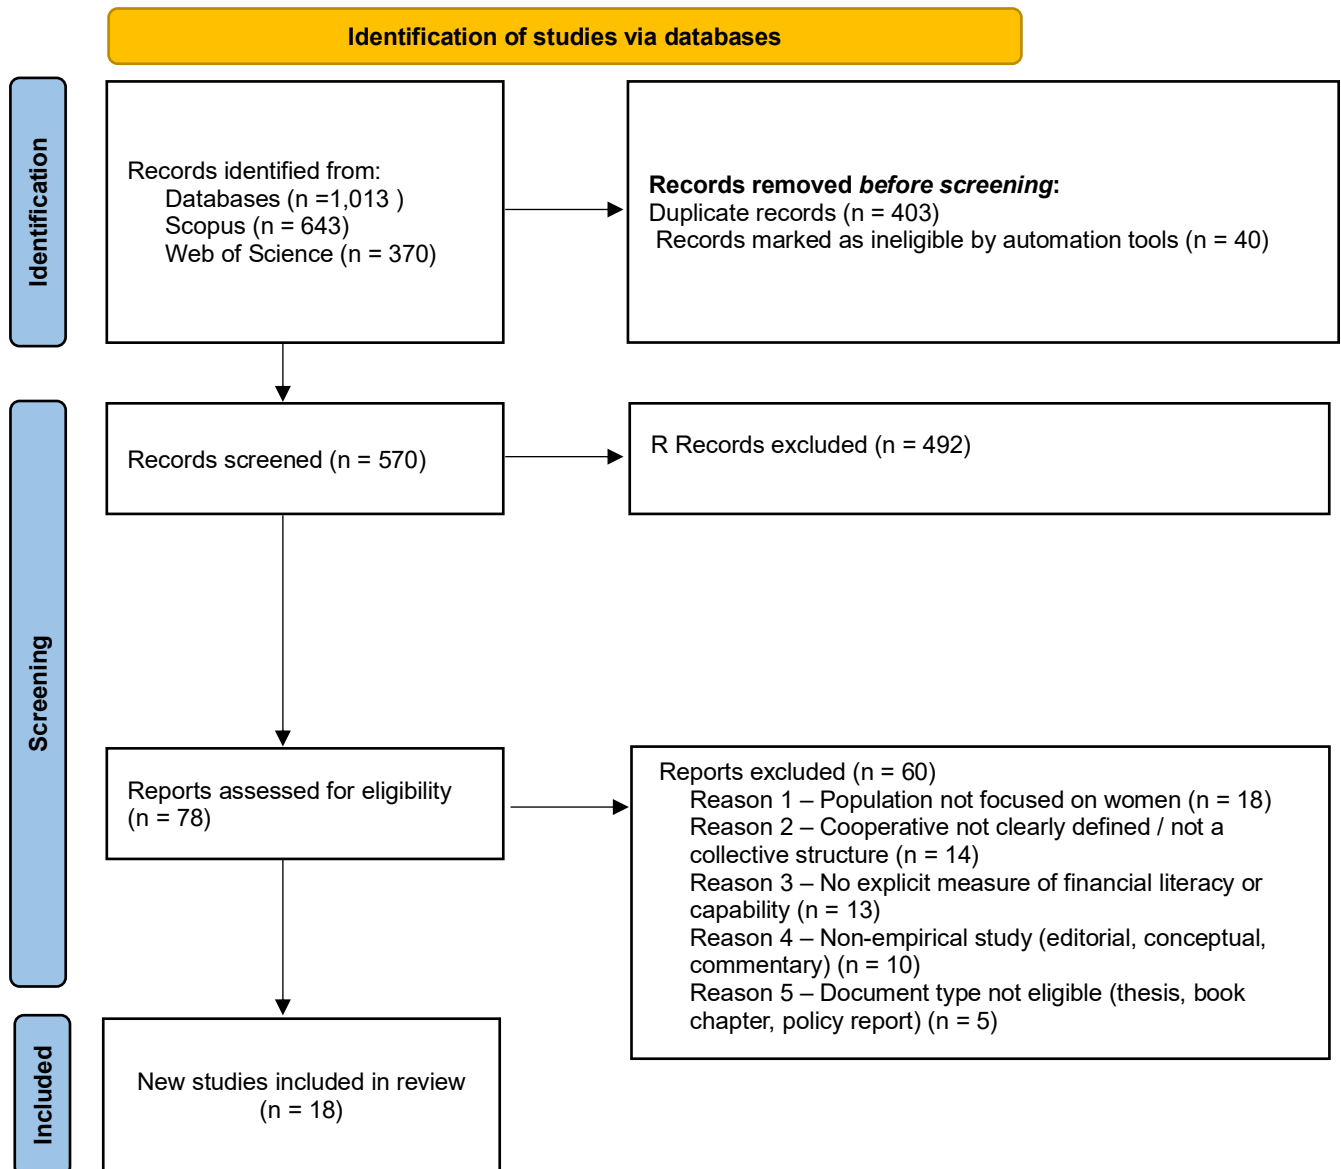 Identification of studies via databases
Identification
Records identified from:
Databases (n =1,013 )
Scopus (n = 643)
Web of Science (n = 370)
Records removed before screening:
Duplicate records (n = 403)
Records marked as ineligible by automation tools (n = 40)
Screening
Records screened (n = 570)
R Records excluded (n = 492)
Reports assessed for eligibility
(n = 78)
Reports excluded (n = 60)
Reason 1 – Population not focused on women (n = 18)
Reason 2 – Cooperative not clearly defined / not a
collective structure (n = 14)
Reason 3 – No explicit measure of financial literacy or
capability (n = 13)
Reason 4 – Non-empirical study (editorial, conceptual,
commentary) (n = 10)
Reason 5 – Document type not eligible (thesis, book
chapter, policy report) (n = 5)
Included
New studies included in review
(n = 18)